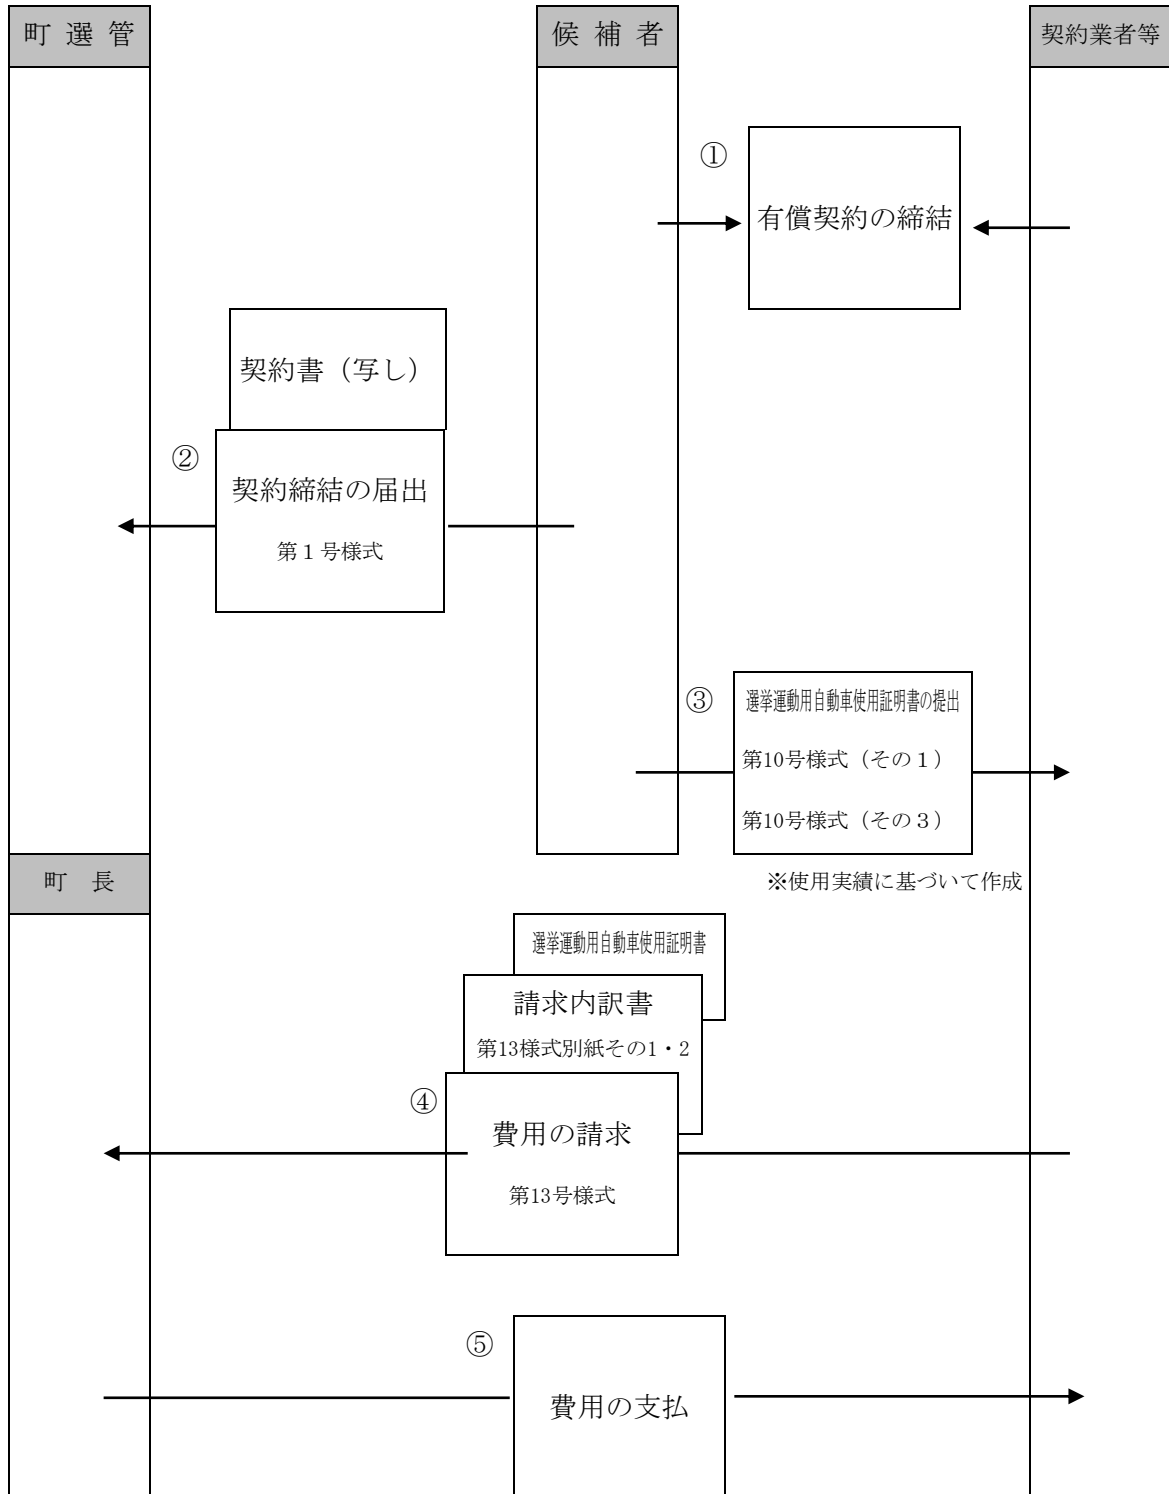 町 選 管
候 補 者
契約業者等
①
有償契約の締結
契約書（写し）
②
契約締結の届出
第１号様式
③
選挙運動用自動車使用証明書の提出
第10号様式（その１）
第10号様式（その３）
町 長
※使用実績に基づいて作成
選挙運動用自動車使用証明書
請求内訳書
第13様式別紙その1・2
④
費用の請求
第13号様式
⑤
費用の支払